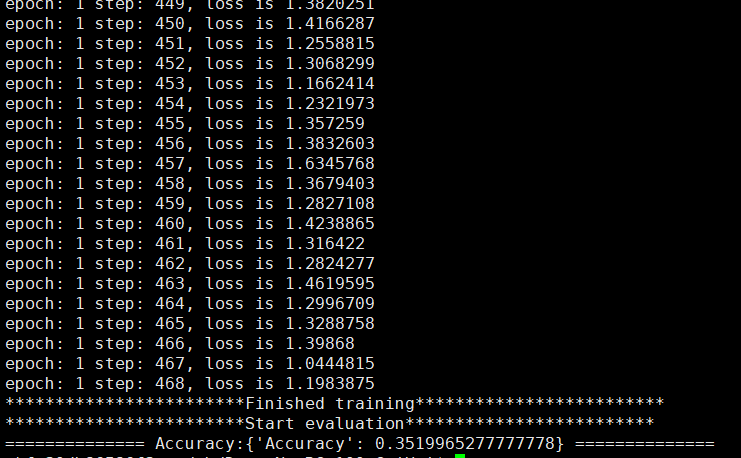 epoch: 1 step: 449, loss is 1.3820251
epoch: 1 step: 450, loss is 1.4166287
epoch: 1 step: 451, loss is 1.2558815
epoch: 1 step: 452, loss is 1.3068299
epoch: 1 step: 453, loss is 1.1662414
epoch: 1 step: 454, loss is 1.2321973
epoch: 1 step: 455, loss is 1.357259
epoch: 1 step: 456, loss is 1.3832603
epoch: 1 step: 457, loss is 1.6345768
epoch: 1 step: 458, loss is 1.3679403
epoch: 1 step: 459, loss is 1.2827108
epoch: 1 step: 460, loss is 1.4238865
epoch: 1 step: 461, loss is 1.316422
epoch: 1 step: 462, loss is 1.2824277
epoch: 1 step: 463, loss is 1.4619595
epoch: 1 step: 464, loss is 1.2996709
epoch: 1 step: 465, loss is 1.3288758
epoch: 1 step: 466, loss is 1.39868
epoch: 1 step: 467, loss is 1.0444815
epoch: 1 step: 468, loss is 1.1983875
************************Finished training*************************
************************Start evaluation*************************
============== Accuracy:{'Accuracy': 0.3519965277777778} ==============